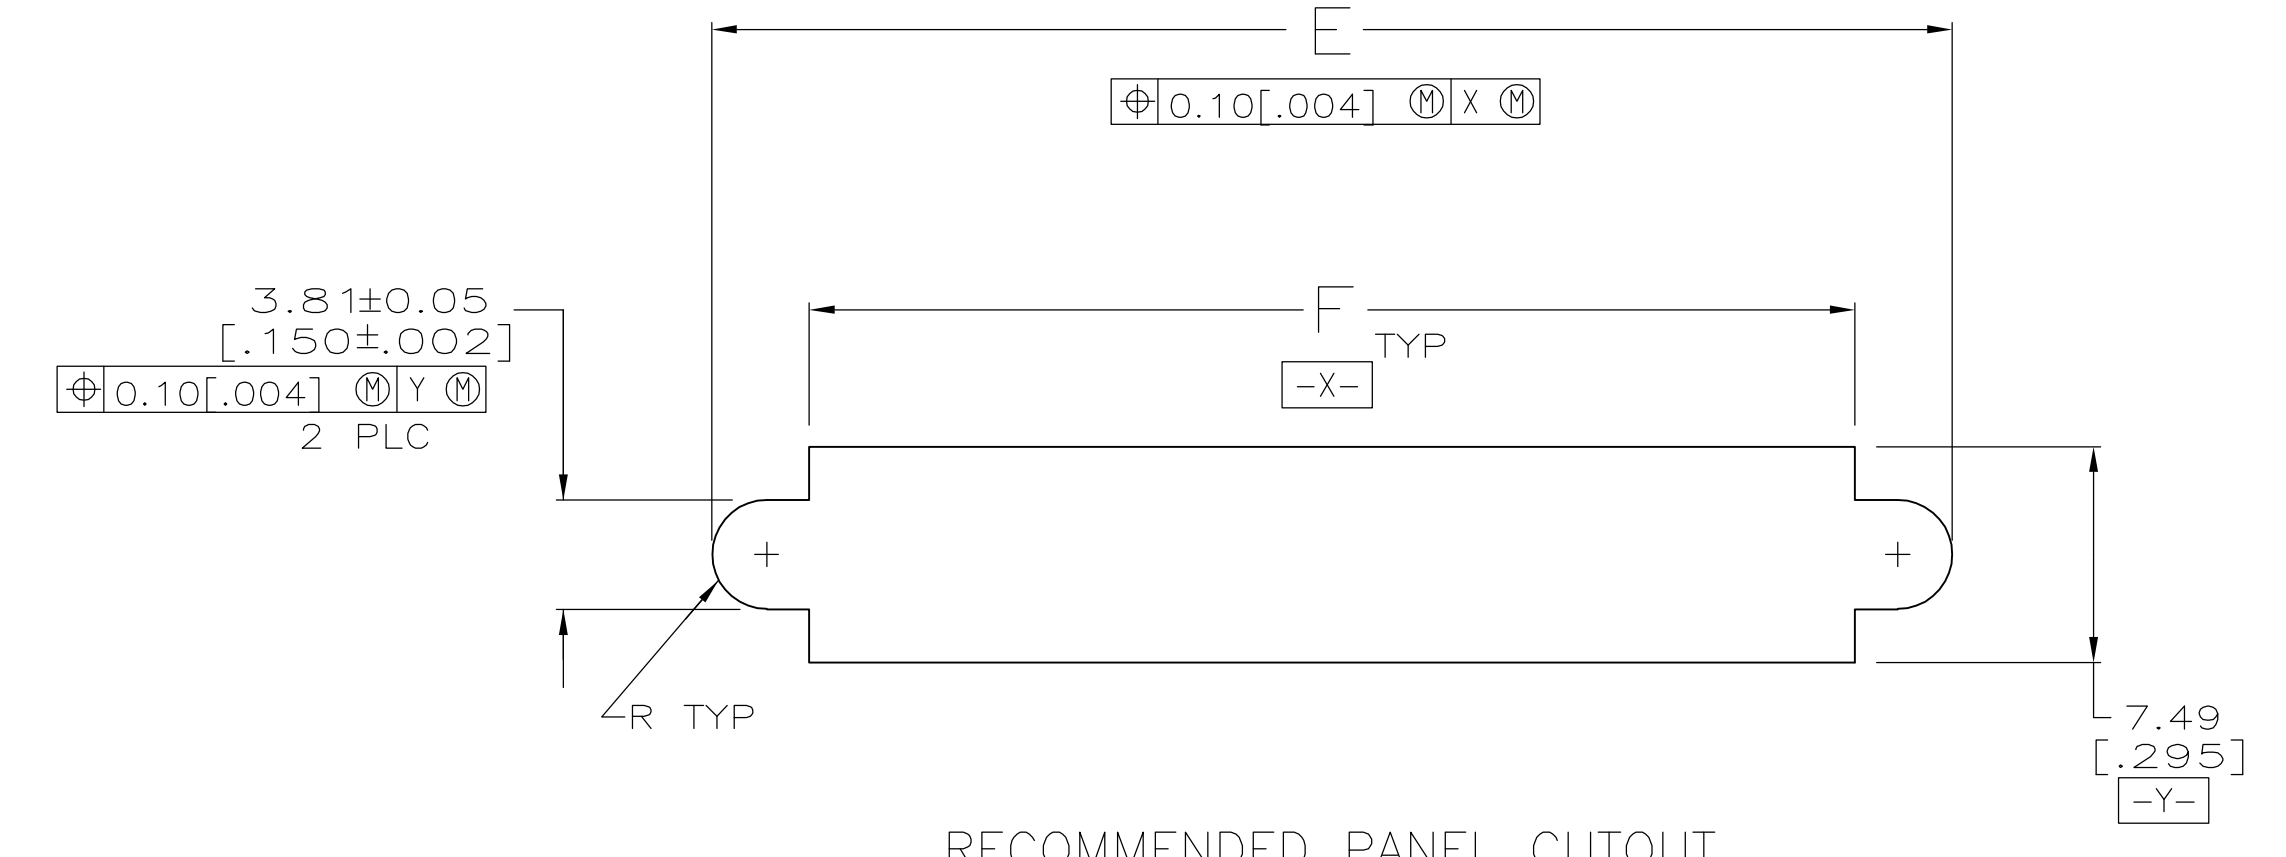 E
⌖ 0.10[.004] Ⓜ X Ⓜ
3.81±0.05
[.150±.002]
⌖ 0.10[.004] Ⓜ Y Ⓜ
2 PLC
F
TYP
-X-
R TYP
7.49
[.295]
-Y-
RECOMMENDED PANEL CUTOUT